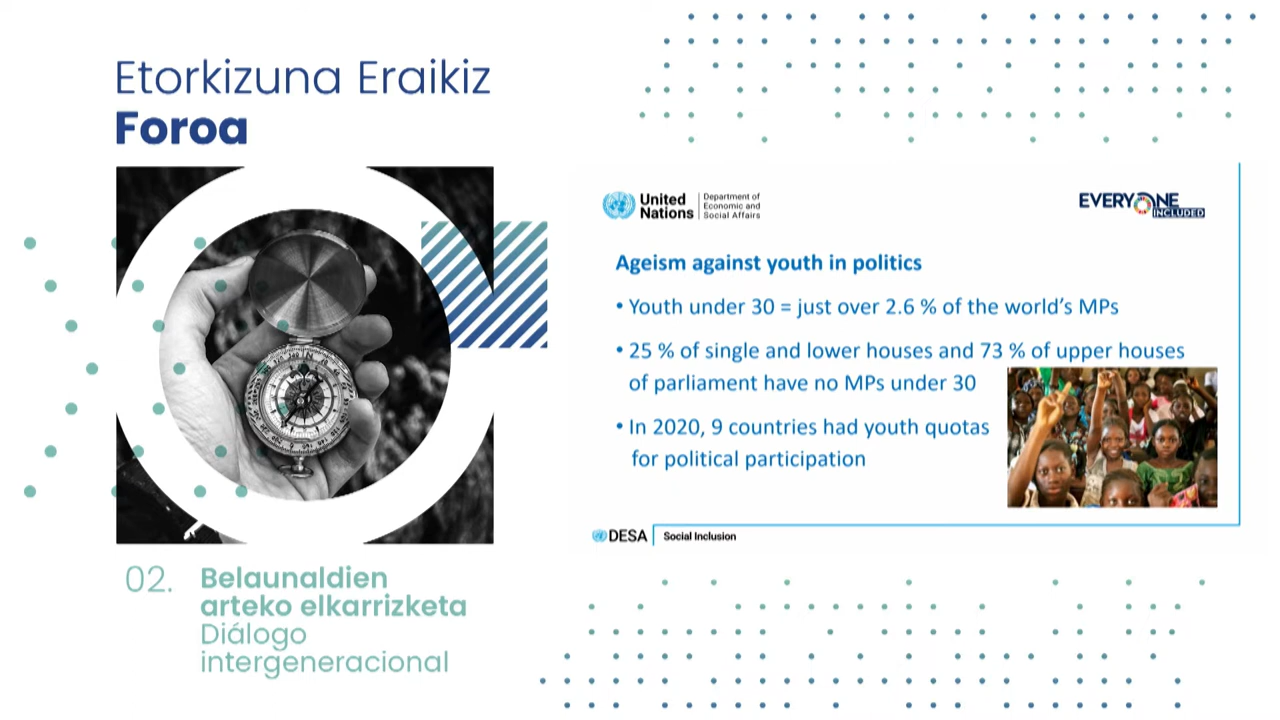 Etorkizuna Eraikiz
Foroa
02.
Belaunaldien
arteko elkarrizketa
Diálogo
intergeneracional
United
Nations
Department of
Economic and
Social Affairs
EVERYONE
INCLUDED
Ageism against youth in politics
• Youth under 30 = just over 2.6 % of the world's MPs
• 25 % of single and lower houses and 73 % of upper houses
of parliament have no MPs under 30
• In 2020, 9 countries had youth quotas
for political participation
DESA
Social Inclusion